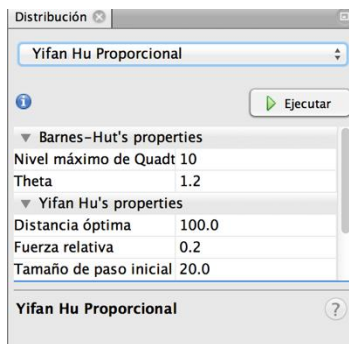 Distribución
Yifan Hu Proporcional
Ejecutar
Barnes-Hut's properties
Nivel máximo de Quadt 10
Theta 1.2
Yifan Hu's properties
Distancia óptima 100.0
Fuerza relativa 0.2
Tamaño de paso inicial 20.0
Yifan Hu Proporcional
?